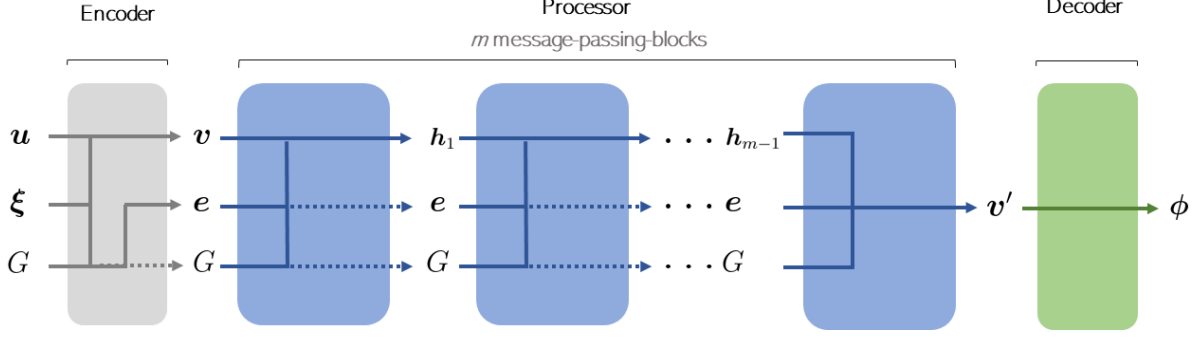 Encoder
Processor
Decoder
m message-passing-blocks
u v h₁ · · · hₘ₋₁
ξ e e · · · e v′ ϕ
G G G · · · G